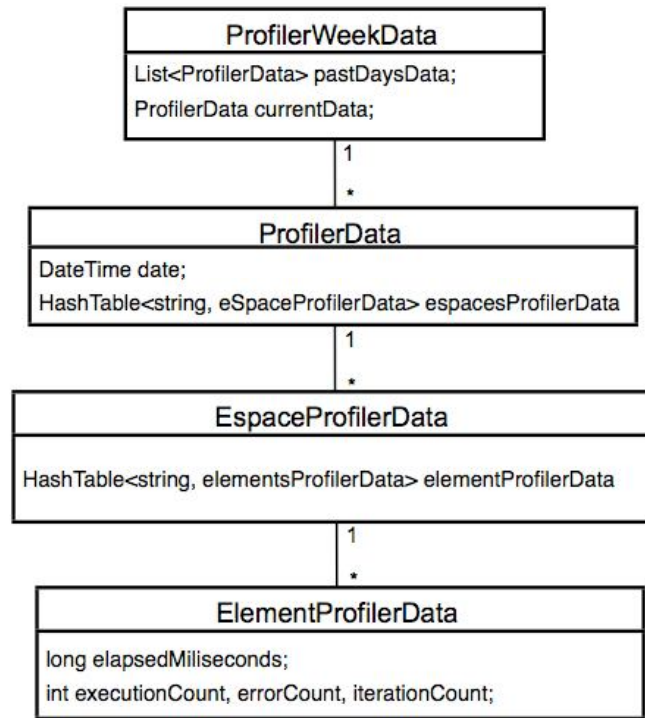 ProfilerWeekData
List<ProfilerData> pastDaysData;
ProfilerData currentData;
1
*
ProfilerData
DateTime date;
HashTable<string, eSpaceProfilerData> espacesProfilerData
1
*
EspaceProfilerData
HashTable<string, elementsProfilerData> elementProfilerData
1
*
ElementProfilerData
long elapsedMiliseconds;
int executionCount, errorCount, iterationCount;